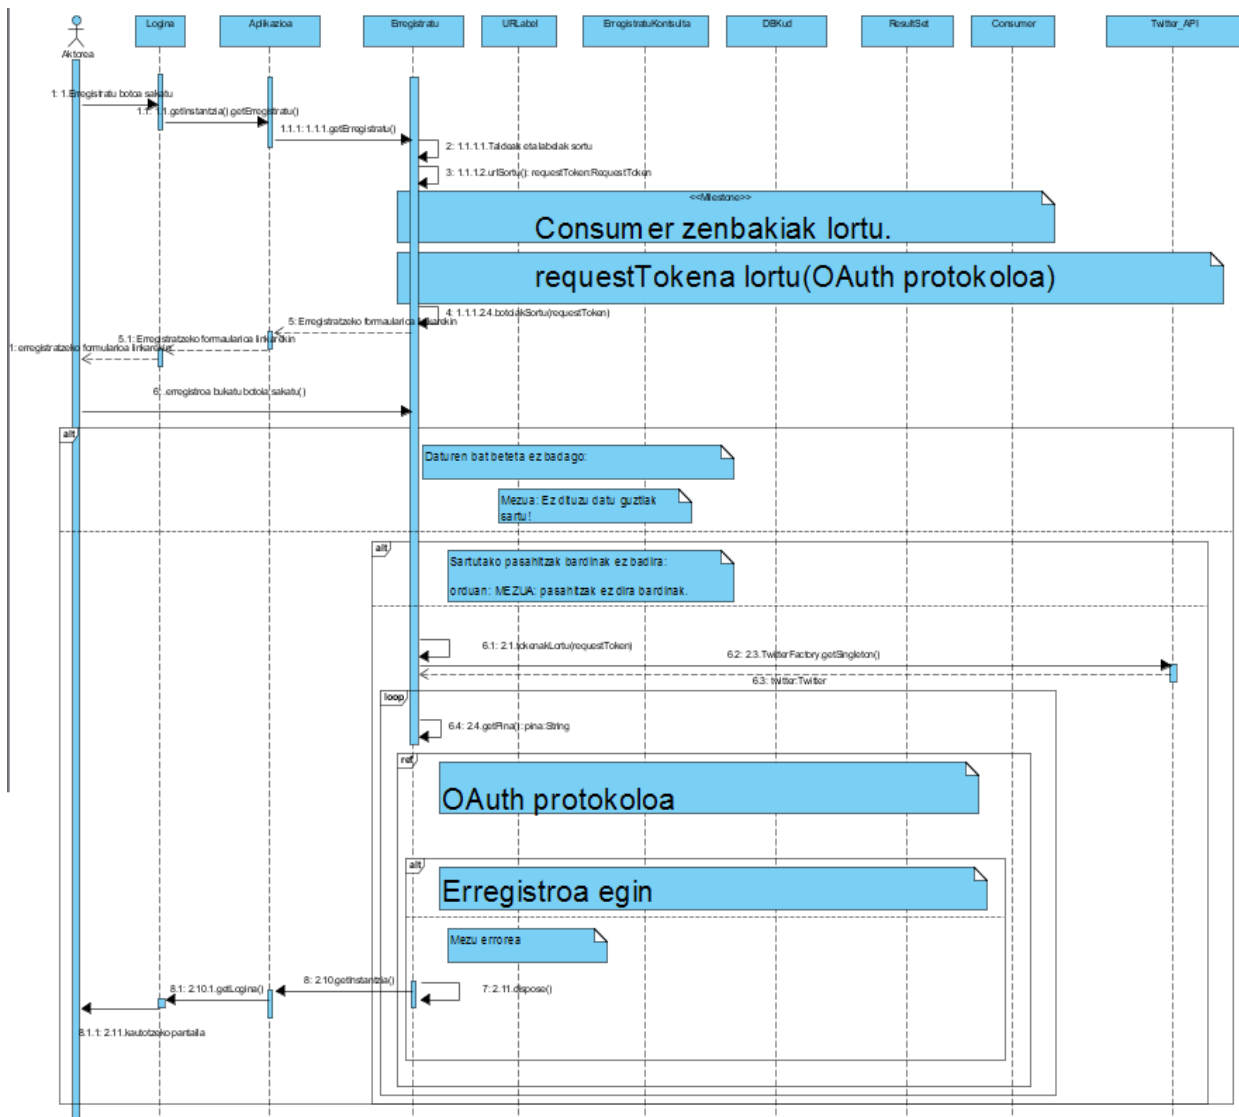 Logina
Aplikazioa
Erregistratu
URLabel
ErregistratuKontsulta
DBKud
ResultSet
Consumer
Twitter_API
Aktorea
1: 1.Erregistratu botoa sakatu
1.1: 1.1.getInstantzia().getErregistratu()
1.1.1: 1.1.1.getErregistratu()
2: 1.1.1.1.Taldeak eta labelak sortu
3: 1.1.1.2.urlSortu(): requestToken:RequestToken
<<Milestone>>
Consumer zenbakiak lortu.
requestTokena lortu(OAuth protokoloa)
4: 1.1.1.2.4.botoiakSortu(requestToken)
5: Erregistratzeko formaularioa linkarekin
5.1: Erregistratzeko formaularioa linkarekin
1: erregistratzeko formularioa linkarekin
6: .erregistroa bukatu botoia sakatu()
alt
Daturen bat beteta ez badago:
Mezua: Ez dituzu datu guztiak
sartu!
alt
Sartutako pasahitzak bardinak ez badira:
orduan: MEZUA: pasahitzak ez dira bardinak.
6.1: 2.1.tokenakLortu(requestToken)
6.2: 2.3.TwitterFactory.getSingleton()
6.3: twitter:Twitter
loop
6.4: 2.4.getPina(): pina:String
ref
OAuth protokoloa
alt
Erregistroa egin
Mezu errorea
8: 2.10.getInstantzia()
8.1: 2.10.1.getLogina()
7: 2.11.dispose()
8.1.1: 2.11.kautotzeko pantaila